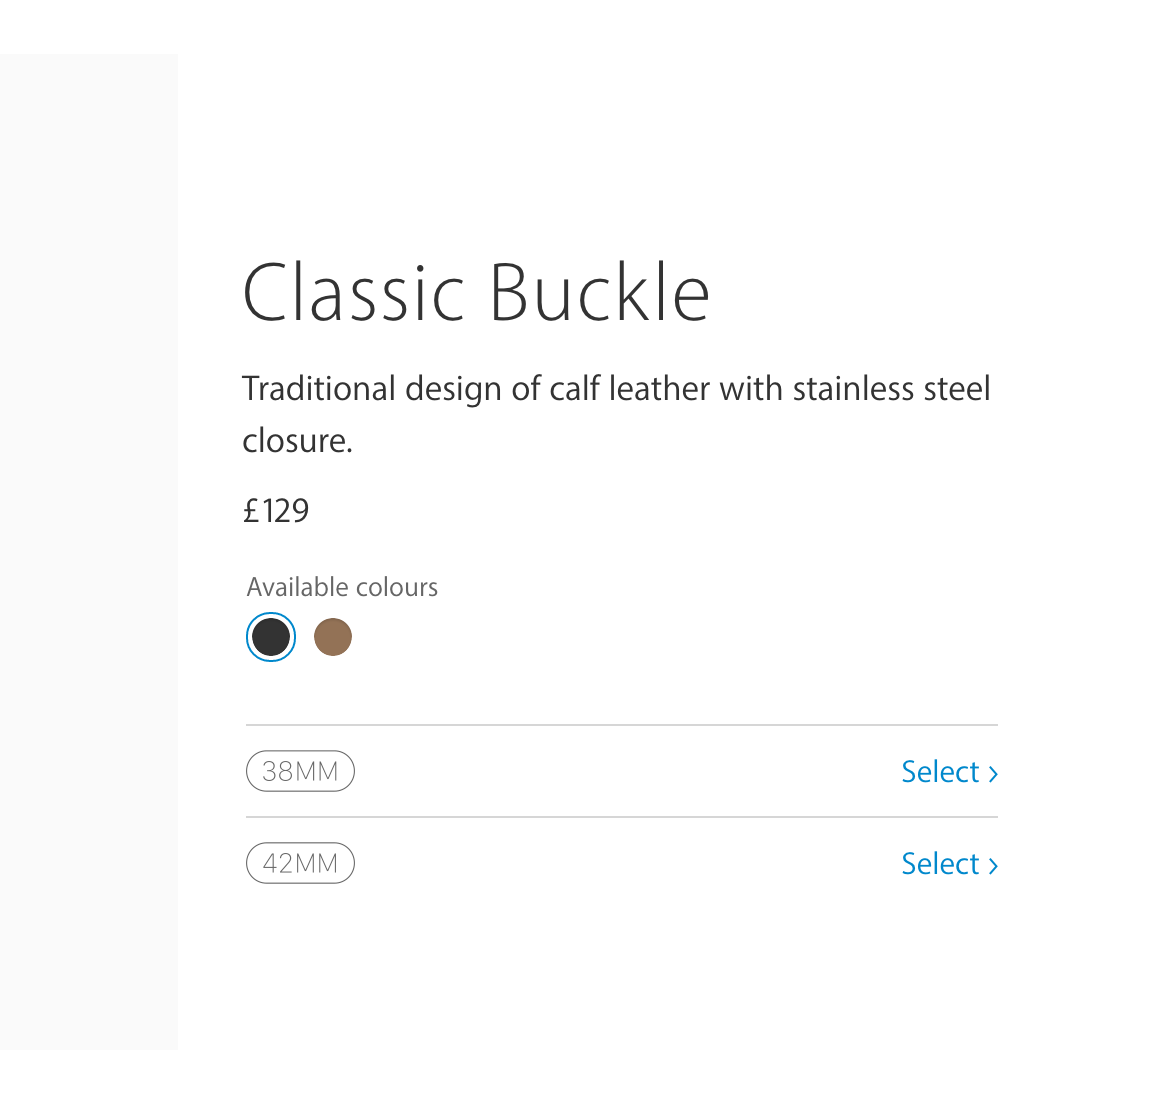 Classic Buckle
Traditional design of calf leather with stainless steel
closure.
£129
Available colours
38MM Select ›
42MM Select ›